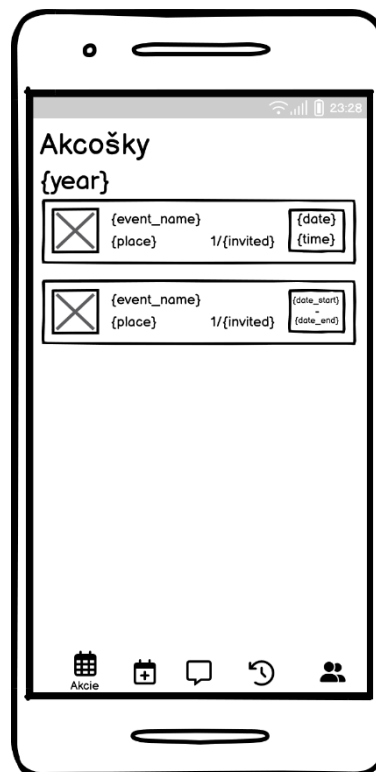 23:28
Akcošky
{year}
{event_name}
{date}
{place} 1/{invited} {time}
{event_name}
{date_start}
-
{place} 1/{invited} {date_end}
Akcie